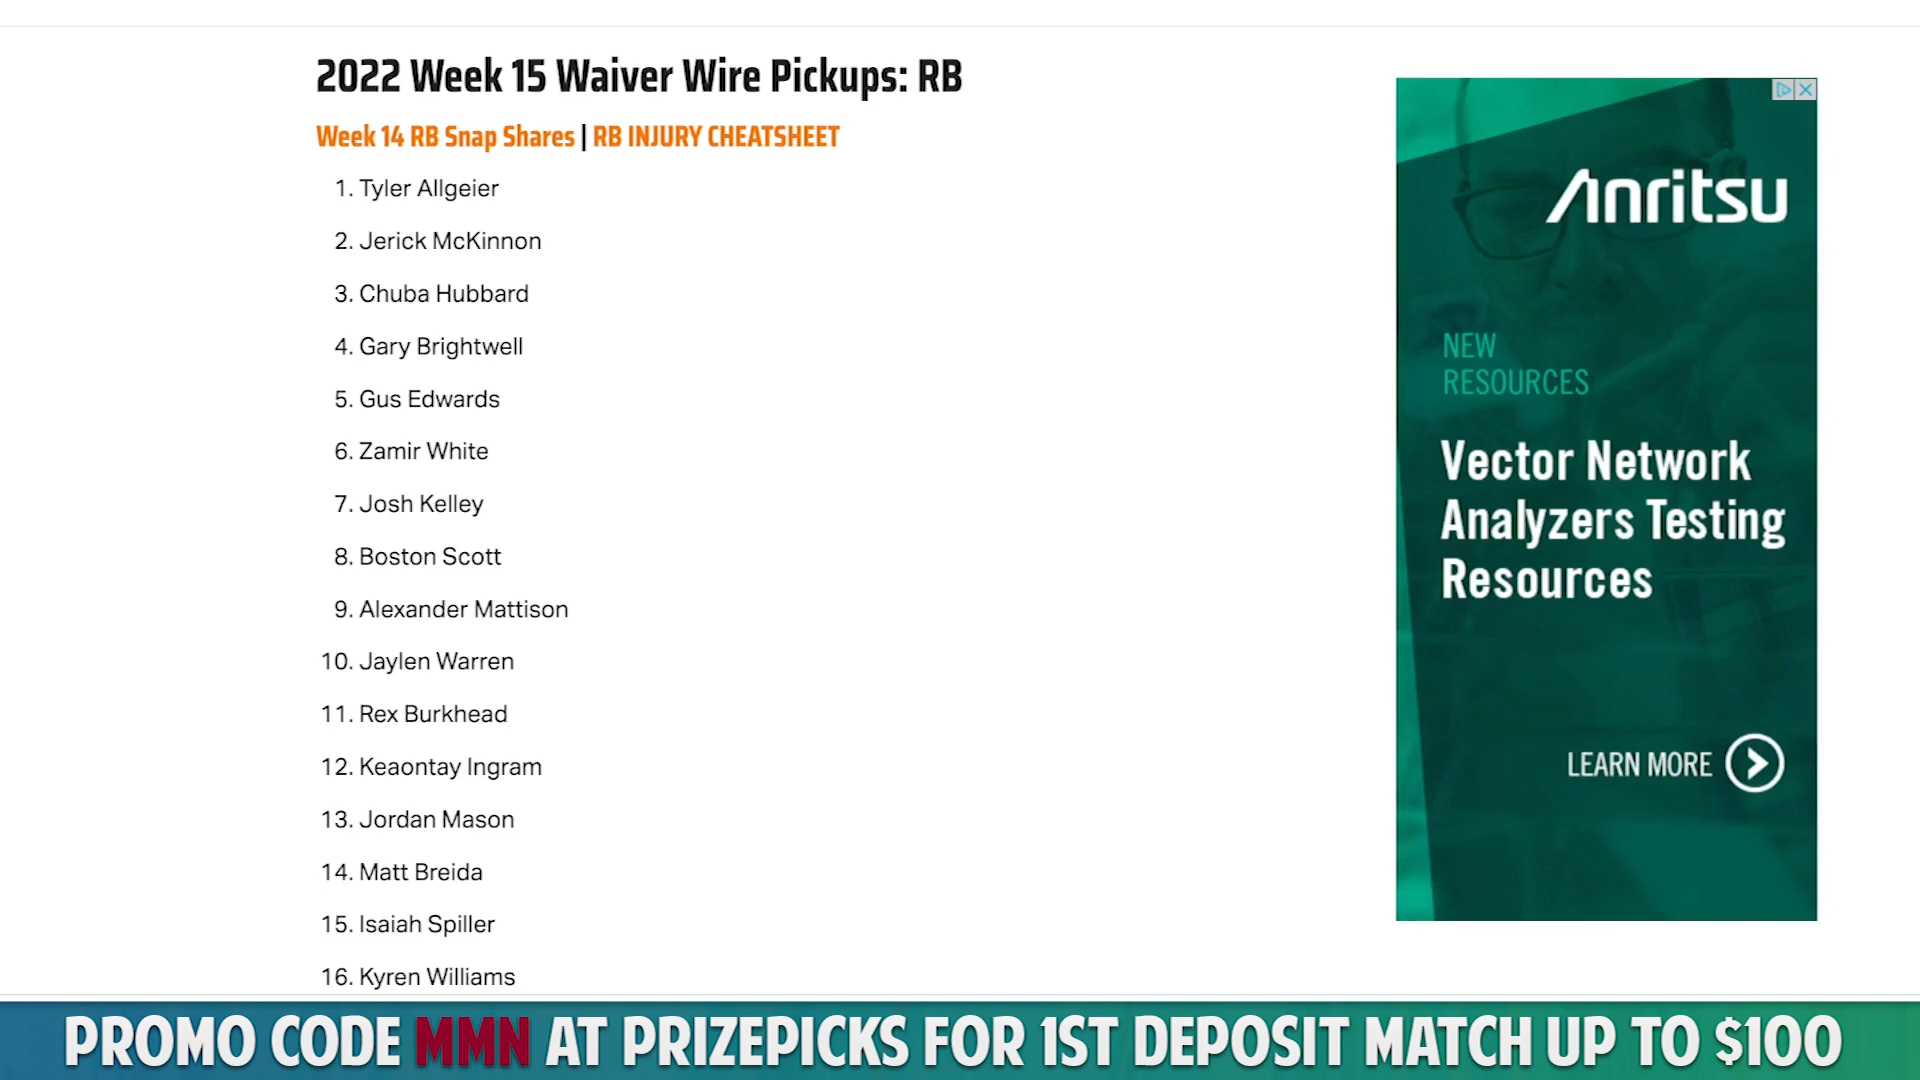 2022 Week 15 Waiver Wire Pickups: RB
Week 14 RB Snap Shares | RB INJURY CHEATSHEET
1. Tyler Allgeier
2. Jerick McKinnon
3. Chuba Hubbard
4. Gary Brightwell
5. Gus Edwards
6. Zamir White
7. Josh Kelley
8. Boston Scott
9. Alexander Mattison
10. Jaylen Warren
11. Rex Burkhead
12. Keaontay Ingram
13. Jordan Mason
14. Matt Breida
15. Isaiah Spiller
16. Kyren Williams
Anritsu
NEW
RESOURCES
Vector Network
Analyzers Testing
Resources
LEARN MORE
PROMO CODE MMN AT PRIZEPICKS FOR 1ST DEPOSIT MATCH UP TO $100